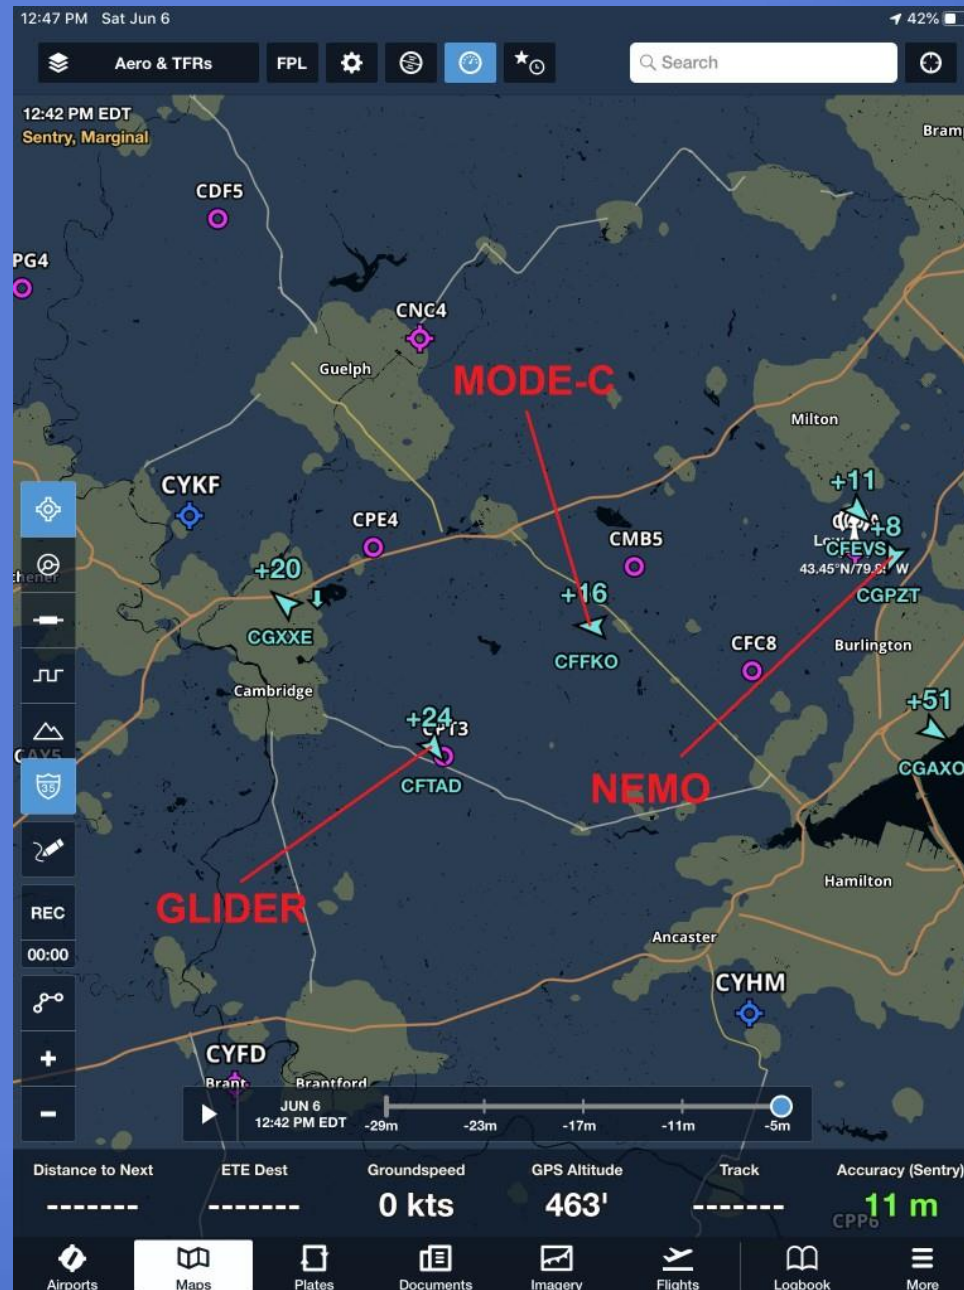 12:47 PM Sat Jun 6
42%
Aero & TFRs
FPL
Search
12:42 PM EDT
Sentry, Marginal
CDF5
PG4
CNC4
Guelph
MODE-C
Milton
CYKF
CPE4
CMB5
+11
+8
CFEVS
43.45°N/79. W
CGPZT
+20
CGXXE
+16
CFFKO
CFC8
Burlington
Cambridge
+24
CPT3
CFTAD
+51
CGAXO
NEMO
GLIDER
35
Hamilton
REC
00:00
Ancaster
CYHM
CYFD
Brant
Brantford
JUN 6
12:42 PM EDT
-29m -23m -17m -11m -5m
Distance to Next ETE Dest Groundspeed GPS Altitude Track Accuracy (Sentry)
------- ------- 0 kts 463' ------- 11 m
CPP6
Airports Maps Plates Documents Imagery Flights Logbook More